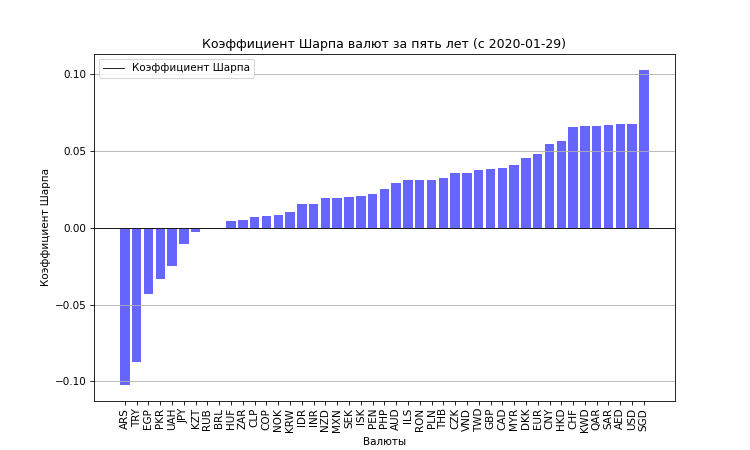 Коэффициент Шарпа валют за пять лет (с 2020-01-29)
Коэффициент Шарпа
0.10
0.05
0.00
−0.05
−0.10
Коэффициент Шарпа
ARS TRY EGP PKR UAH JPY KZT RUB BRL HUF ZAR CLP COP NOK KRW IDR INR NZD MXN SEK ISK PEN PHP AUD ILS RON PLN THB CZK VND TWD GBP CAD MYR DKK EUR CNY HKD CHF KWD QAR SAR AED USD SGD
Валюты